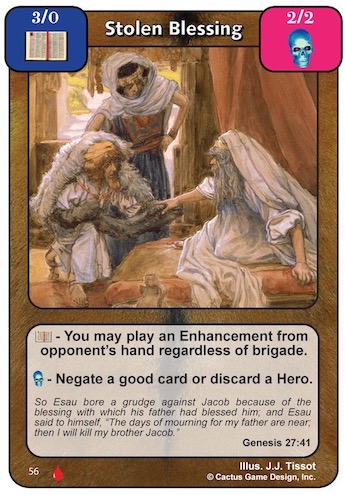 3/0
Stolen Blessing
2/2
- You may play an Enhancement from
opponent's hand regardless of brigade.
- Negate a good card or discard a Hero.
So Esau bore a grudge against Jacob because of the
blessing with which his father had blessed him; and Esau
said to himself, "The days of mourning for my father are near;
then I will kill my brother Jacob."
Genesis 27:41
56
Illus. J.J. Tissot
© Cactus Game Design, Inc.